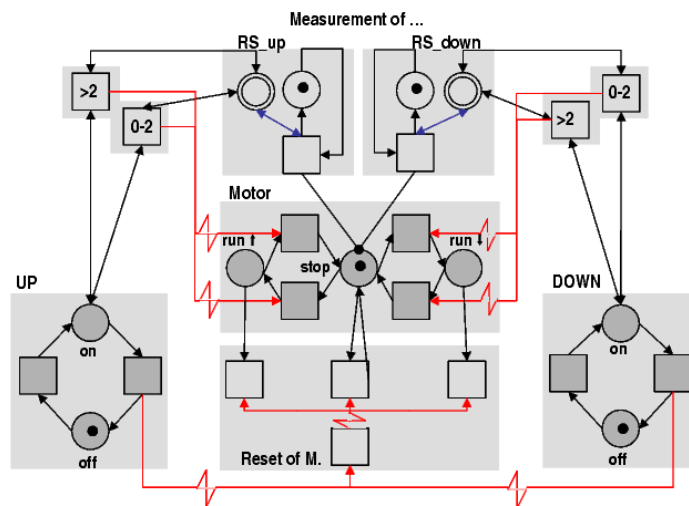 Measurement of ...
RS_up
RS_down
>2
0-2
0-2
>2
Motor
run ↑
stop
run ↓
UP
on
off
DOWN
on
off
Reset of M.